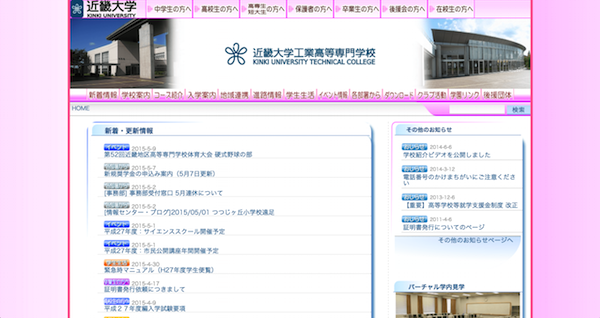 近畿大学
KINKI UNIVERSITY
中学生の方へ
高校生の方へ
高専生
短大生の方へ
保護者の方へ
卒業生の方へ
後援会の方へ
在校生の方へ
近畿大学工業高等専門学校
KINKI UNIVERSITY TECHNICAL COLLEGE
新着情報 学校案内 コース紹介 入学案内 地域連携 進路情報 学生生活 イベント情報 各部署から ダウンロード クラブ活動 学園リンク 後援団体
HOME
検索
新着・更新情報
イベント 2015-5-9
第52回近畿地区高等専門学校体育大会 硬式野球の部
2015-5-7
新規奨学金の申込み案内（5月7日更新）
2015-5-2
[事務部] 事務部受付窓口 5月連休について
2015-5-2
[情報センター・ブログ]2015/05/01 つつじヶ丘小学校遠足
イベント 2015-5-1
平成27年度：サイエンススクール開催予定
イベント 2015-5-1
平成27年度：市民公開講座年間開催予定
2015-4-30
緊急時マニュアル（H27年度学生便覧）
2015-4-17
証明書発行依頼につきまして
2015-4-9
平成２７年度編入学試験要項
その他のお知らせ
おしらせ 2014-6-6
学校紹介ビデオを公開しました
おしらせ 2014-3-12
電話番号のかけまちがいにご注意くださ
い
おしらせ 2013-12-6
【重要】高等学校等就学支援金制度 改正
おしらせ 2011-4-6
証明書発行についてのページ
その他のお知らせページへ
バーチャル学内見学